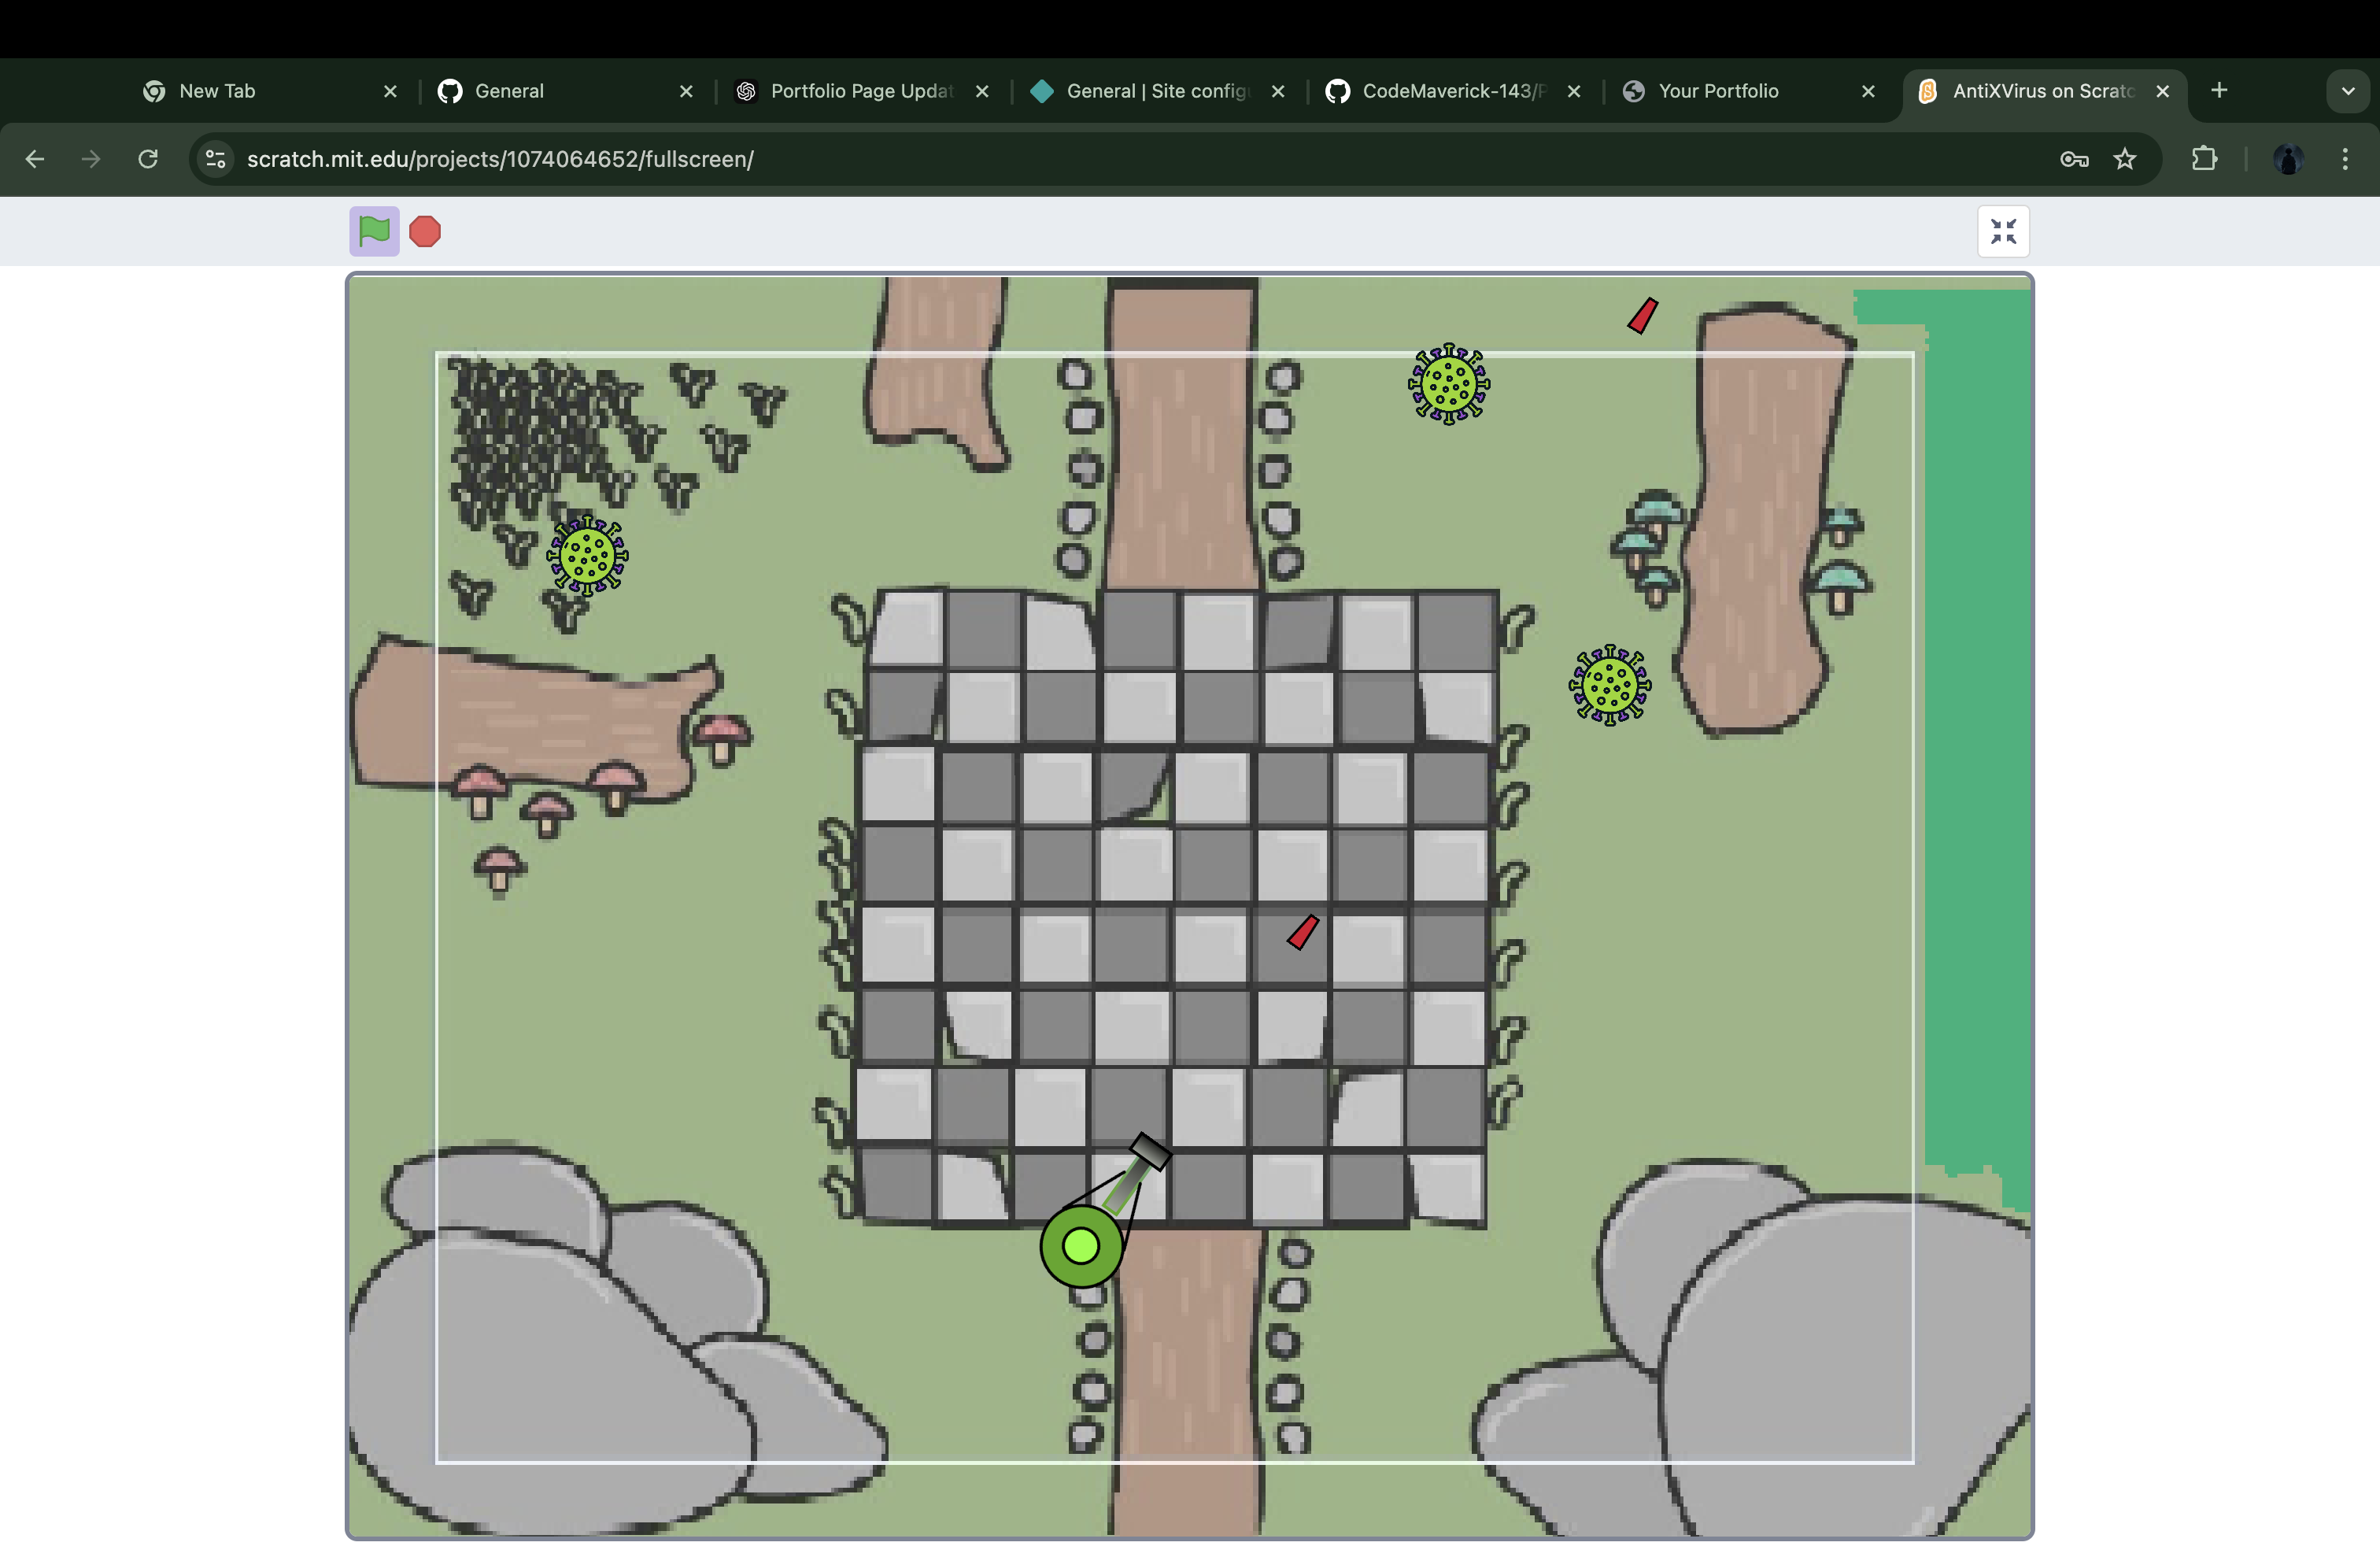 New Tab
General
Portfolio Page Updat
General | Site config
CodeMaverick-143/P
Your Portfolio
AntiXVirus on Scratc
scratch.mit.edu/projects/1074064652/fullscreen/